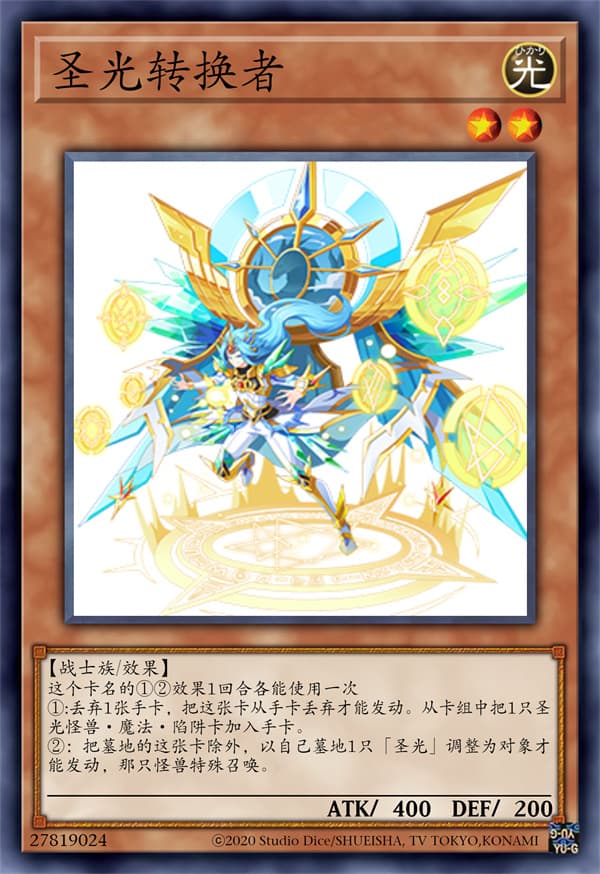 圣光转换者
ひかり
光
【战士族/效果】
这个卡名的①②效果1回合各能使用一次
①:丢弃1张手卡，把这张卡从手卡丢弃才能发动。从卡组中把1只圣
光怪兽・魔法・陷阱卡加入手卡。
②：把墓地的这张卡除外，以自己墓地1只「圣光」调整为对象才
能发动，那只怪兽特殊召唤。
ATK/ 400 DEF/ 200
27819024 ©2020 Studio Dice/SHUEISHA, TV TOKYO,KONAMI
YU-G